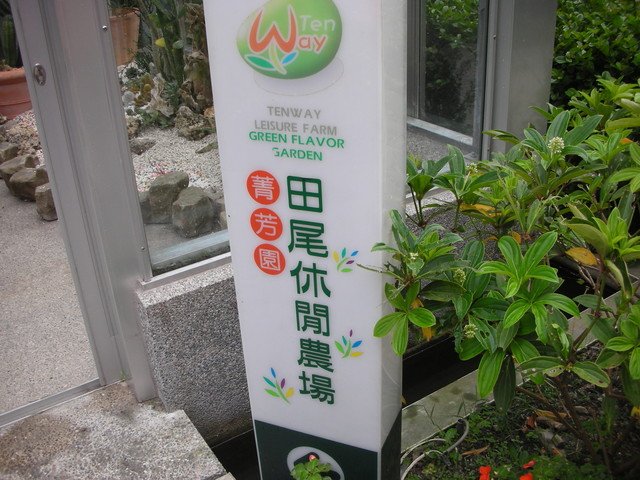 Ten
Way
TENWAY
LEISURE FARM
GREEN FLAVOR
GARDEN
菁芳園
田尾休閒農場